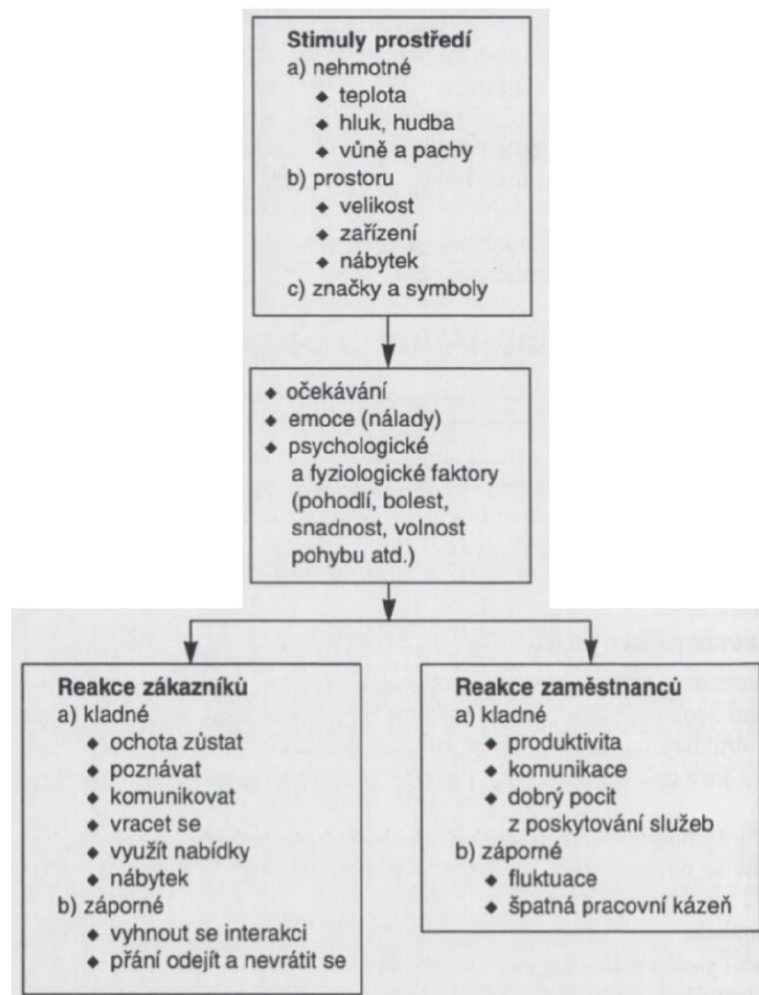 Stimuly prostředí
a) nehmotné
◆ teplota
◆ hluk, hudba
◆ vůně a pachy
b) prostoru
◆ velikost
◆ zařízení
◆ nábytek
c) značky a symboly
◆ očekávání
◆ emoce (nálady)
◆ psychologické
a fyziologické faktory
(pohodlí, bolest,
snadnost, volnost
pohybu atd.)
Reakce zákazníků
a) kladné
◆ ochota zůstat
◆ poznávat
◆ komunikovat
◆ vracet se
◆ využít nabídky
◆ nábytek
b) záporné
◆ vyhnout se interakci
◆ přání odejít a nevrátit se
Reakce zaměstnanců
a) kladné
◆ produktivita
◆ komunikace
◆ dobrý pocit
z poskytování služeb
b) záporné
◆ fluktuace
◆ špatná pracovní kázeň